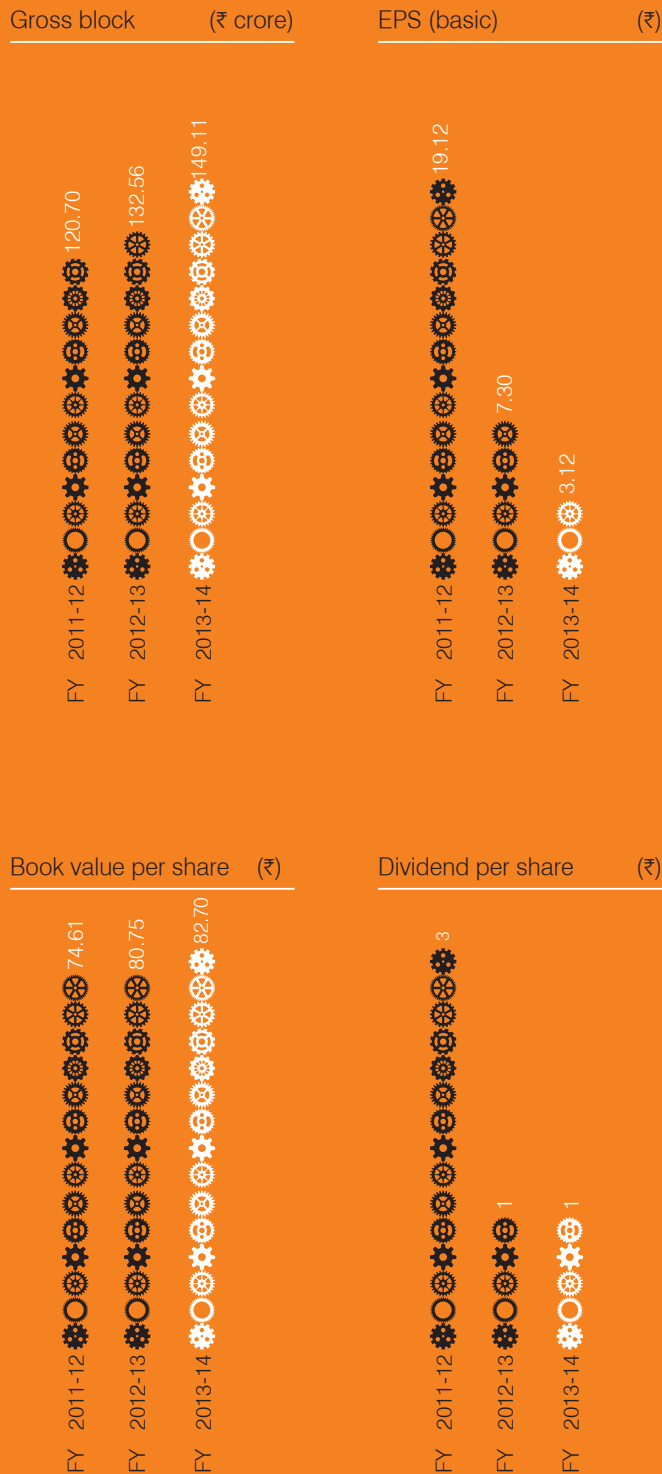 Gross block (₹ crore)
120.70
132.56
149.11
FY 2011-12
FY 2012-13
FY 2013-14
EPS (basic) (₹)
19.12
7.30
3.12
FY 2011-12
FY 2012-13
FY 2013-14
Book value per share (₹)
74.61
80.75
82.70
FY 2011-12
FY 2012-13
FY 2013-14
Dividend per share (₹)
3
1
1
FY 2011-12
FY 2012-13
FY 2013-14